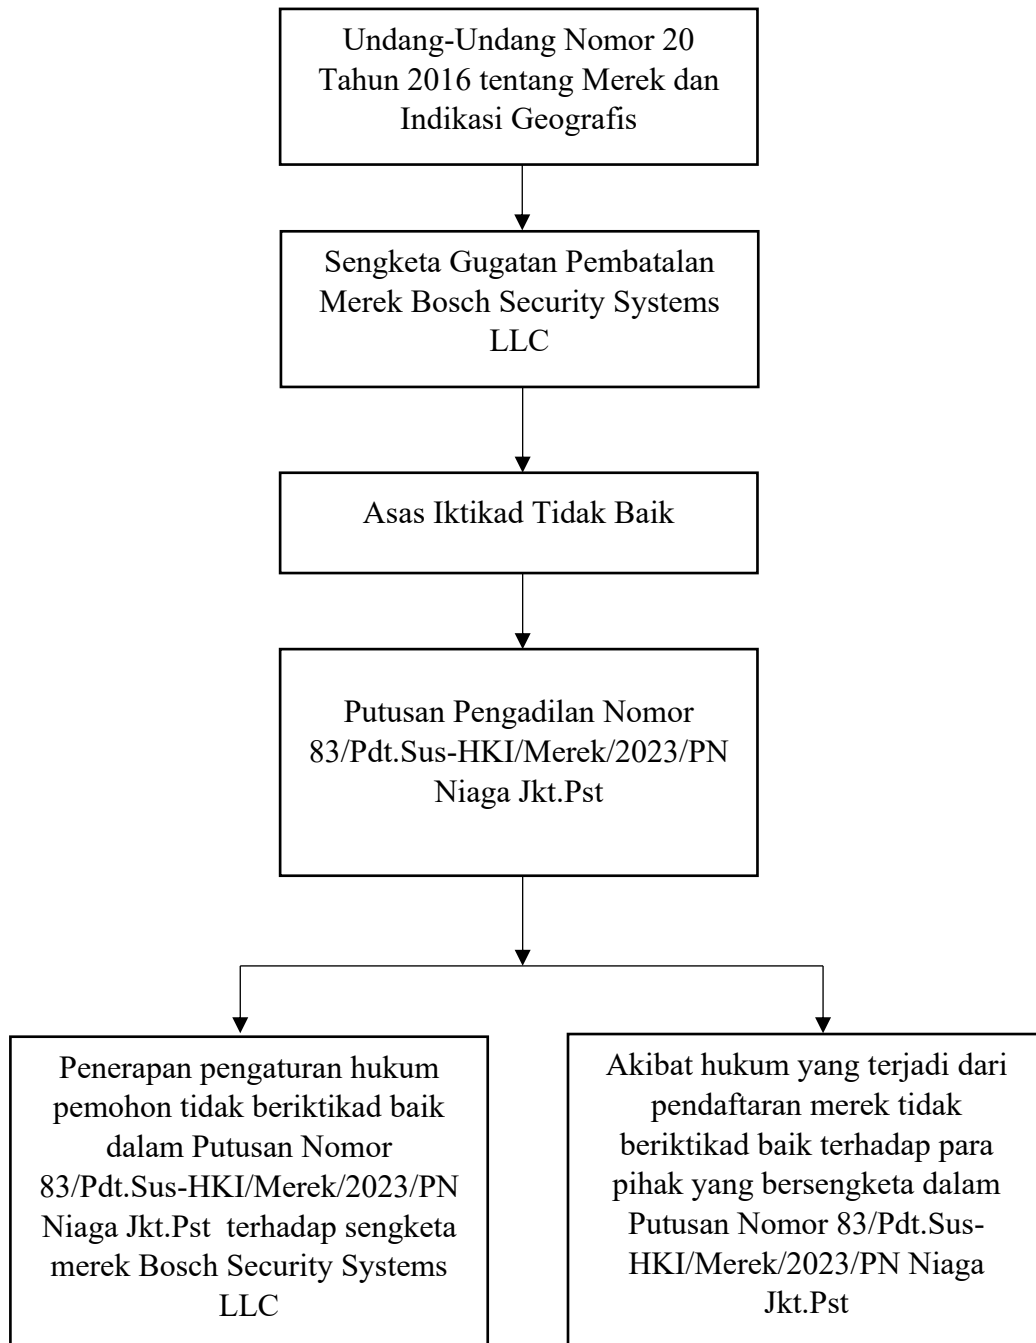 Undang-Undang Nomor 20
Tahun 2016 tentang Merek dan
Indikasi Geografis
Sengketa Gugatan Pembatalan
Merek Bosch Security Systems
LLC
Asas Iktikad Tidak Baik
Putusan Pengadilan Nomor
83/Pdt.Sus-HKI/Merek/2023/PN
Niaga Jkt.Pst
Penerapan pengaturan hukum
pemohon tidak beriktikad baik
dalam Putusan Nomor
83/Pdt.Sus-HKI/Merek/2023/PN
Niaga Jkt.Pst  terhadap sengketa
merek Bosch Security Systems
LLC
Akibat hukum yang terjadi dari
pendaftaran merek tidak
beriktikad baik terhadap para
pihak yang bersengketa dalam
Putusan Nomor 83/Pdt.Sus-
HKI/Merek/2023/PN Niaga
Jkt.Pst